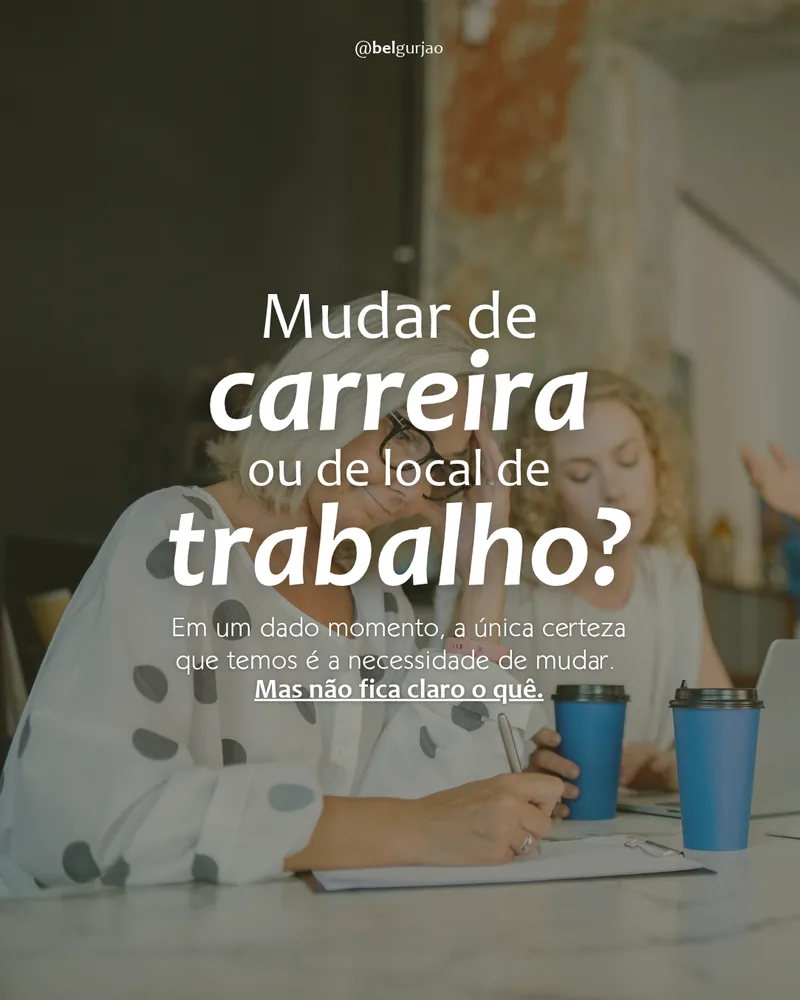 @belgurjao
Mudar de
carreira
ou de local de
trabalho?
Em um dado momento, a única certeza
que temos é a necessidade de mudar.
Mas não fica claro o quê.